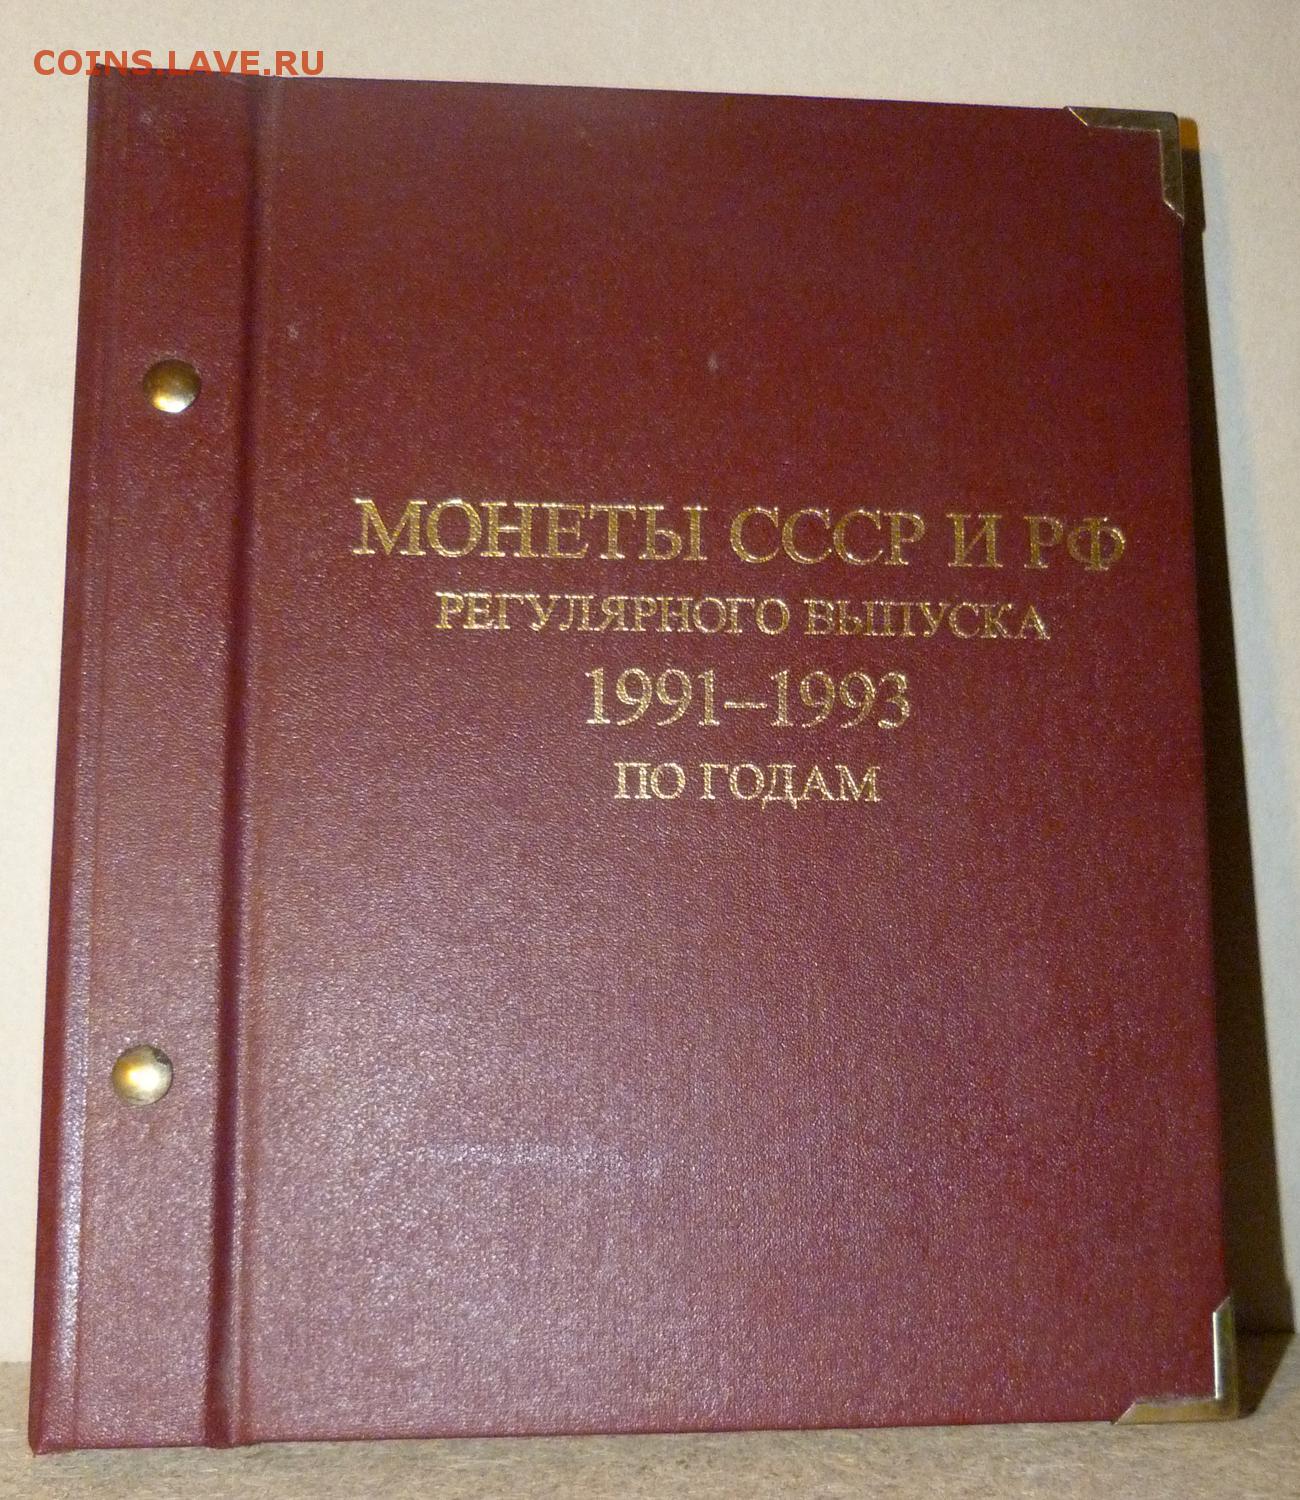 COINS.LAVE.RU
МОНЕТЫ СССР И РФ
РЕГУЛЯРНОГО ВЫПУСКА
1991–1993
ПО ГОДАМ